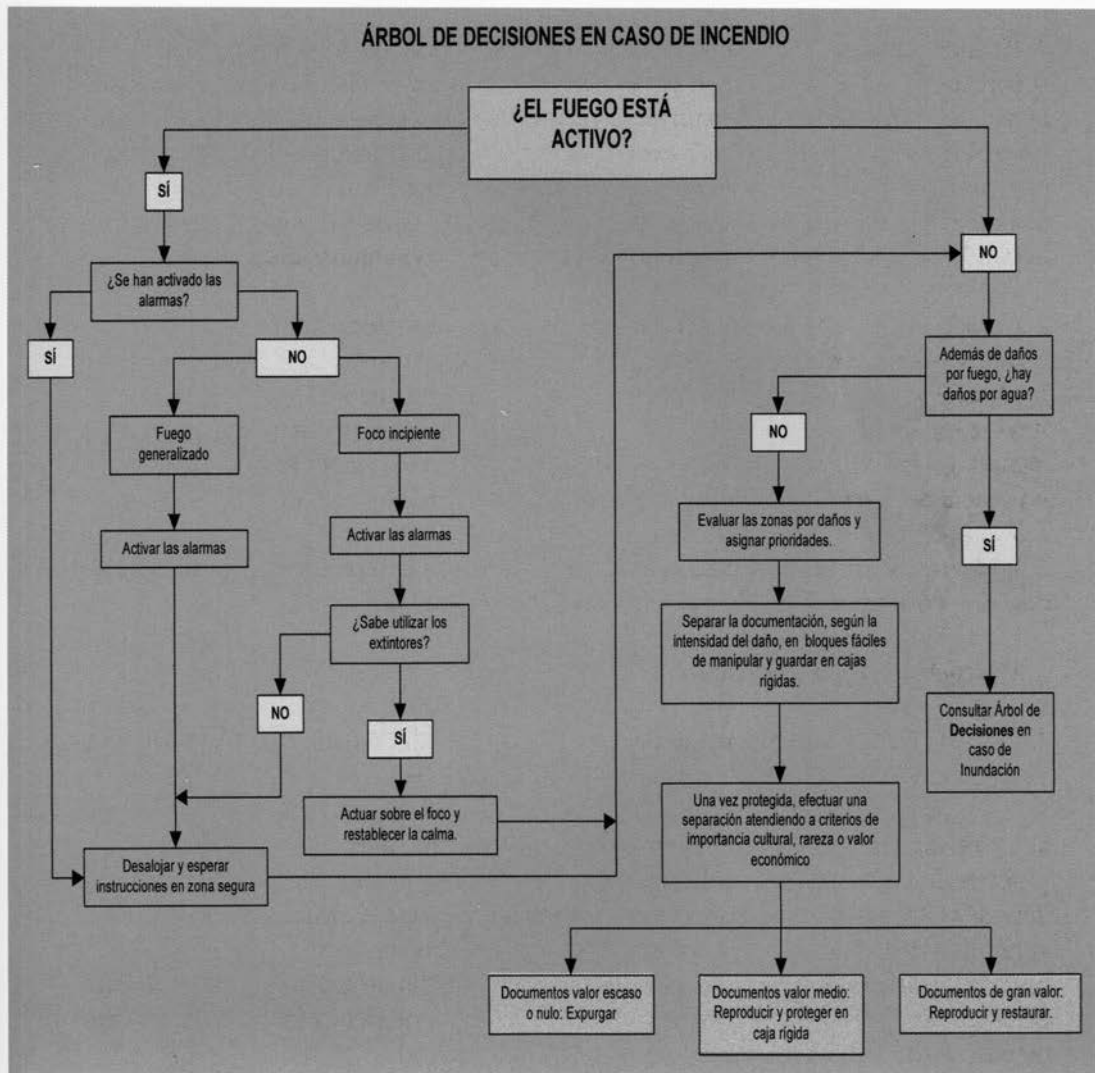 ÁRBOL DE DECISIONES EN CASO DE INCENDIO
¿EL FUEGO ESTÁ
ACTIVO?
SÍ
NO
¿Se han activado las
alarmas?
SÍ
NO
Además de daños
por fuego, ¿hay
daños por agua?
Fuego
generalizado
Foco incipiente
NO
Activar las alarmas
Activar las alarmas
Evaluar las zonas por daños y
asignar prioridades.
SÍ
¿Sabe utilizar los
extintores?
Separar la documentación, según la
intensidad del daño, en bloques fáciles
de manipular y guardar en cajas
rígidas.
NO
SÍ
Consultar Árbol de
Decisiones en
caso de
Inundación
Actuar sobre el foco y
restablecer la calma.
Una vez protegida, efectuar una
separación atendiendo a criterios de
importancia cultural, rareza o valor
económico
Desalojar y esperar
instrucciones en zona segura
Documentos valor escaso
o nulo: Expurgar
Documentos valor medio:
Reproducir y proteger en
caja rígida
Documentos de gran valor:
Reproducir y restaurar.